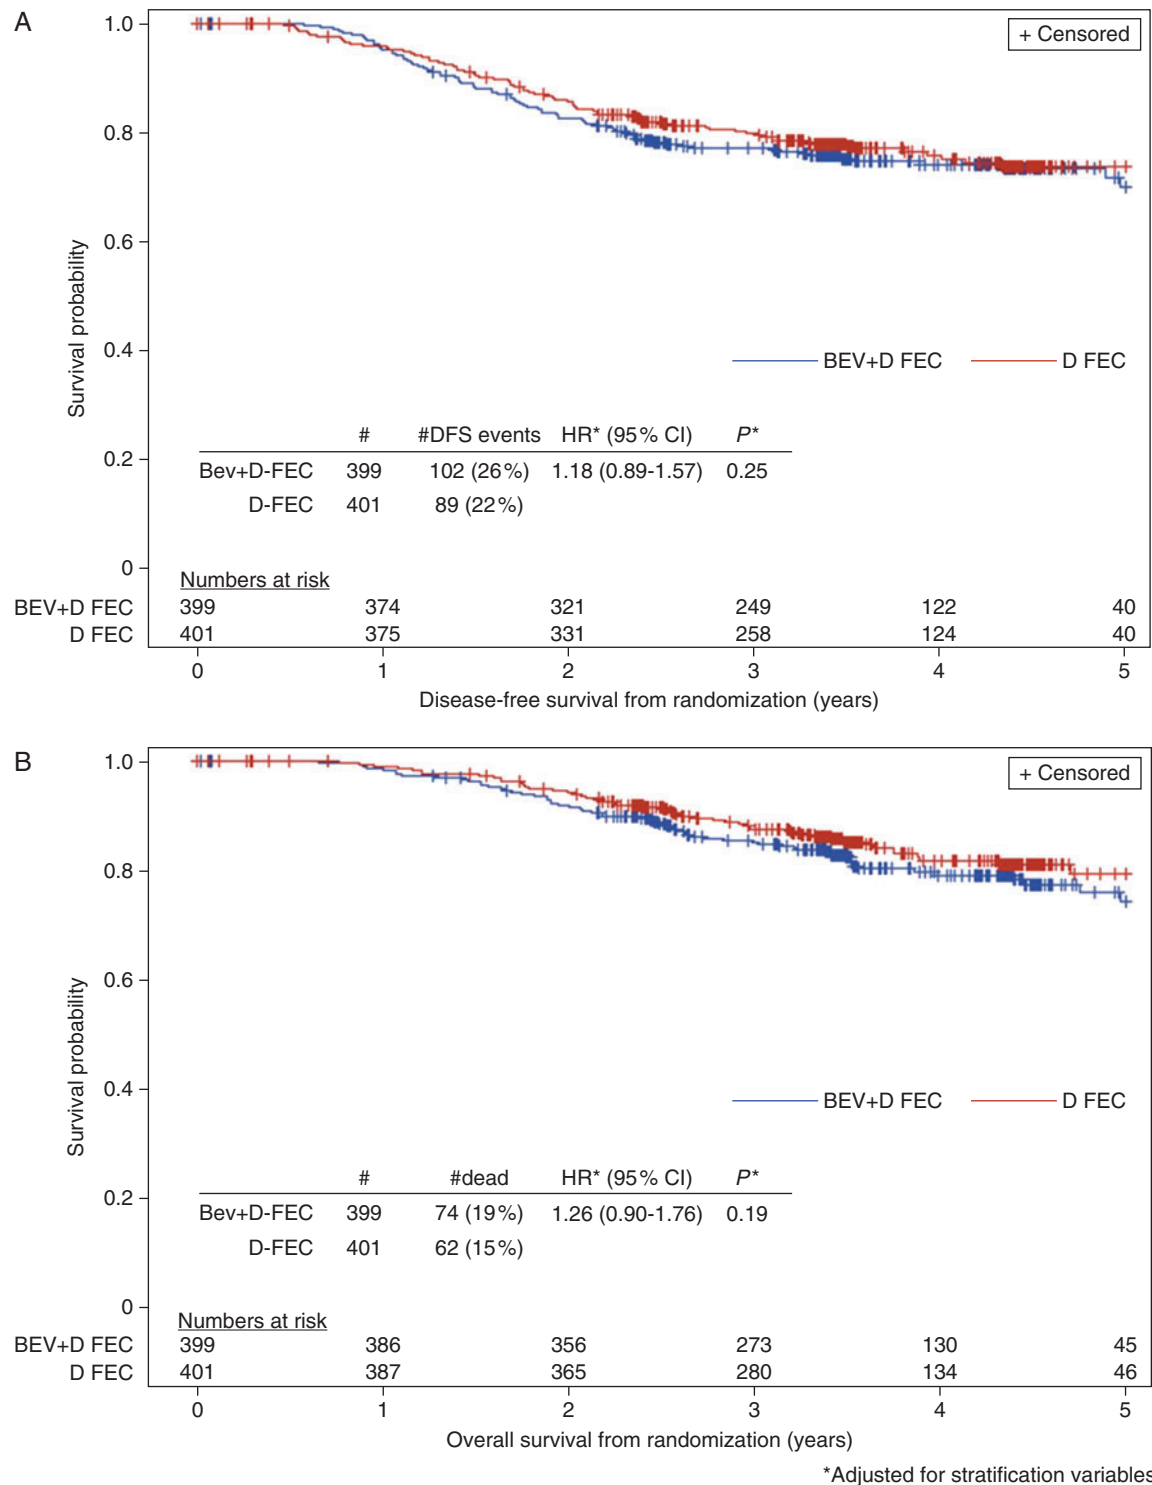 A
1.0
+ Censored
0.8
0.6
Survival probability
0.4
BEV+D FEC D FEC
# #DFS events HR* (95% CI) P*
0.2
Bev+D-FEC 399 102 (26%) 1.18 (0.89-1.57) 0.25
D-FEC 401 89 (22%)
0
Numbers at risk
BEV+D FEC 399 374 321 249 122 40
D FEC 401 375 331 258 124 40
0 1 2 3 4 5
Disease-free survival from randomization (years)
B
1.0
+ Censored
0.8
0.6
Survival probability
0.4
BEV+D FEC D FEC
# #dead HR* (95% CI) P*
0.2
Bev+D-FEC 399 74 (19%) 1.26 (0.90-1.76) 0.19
D-FEC 401 62 (15%)
0
Numbers at risk
BEV+D FEC 399 386 356 273 130 45
D FEC 401 387 365 280 134 46
0 1 2 3 4 5
Overall survival from randomization (years)
*Adjusted for stratification variables